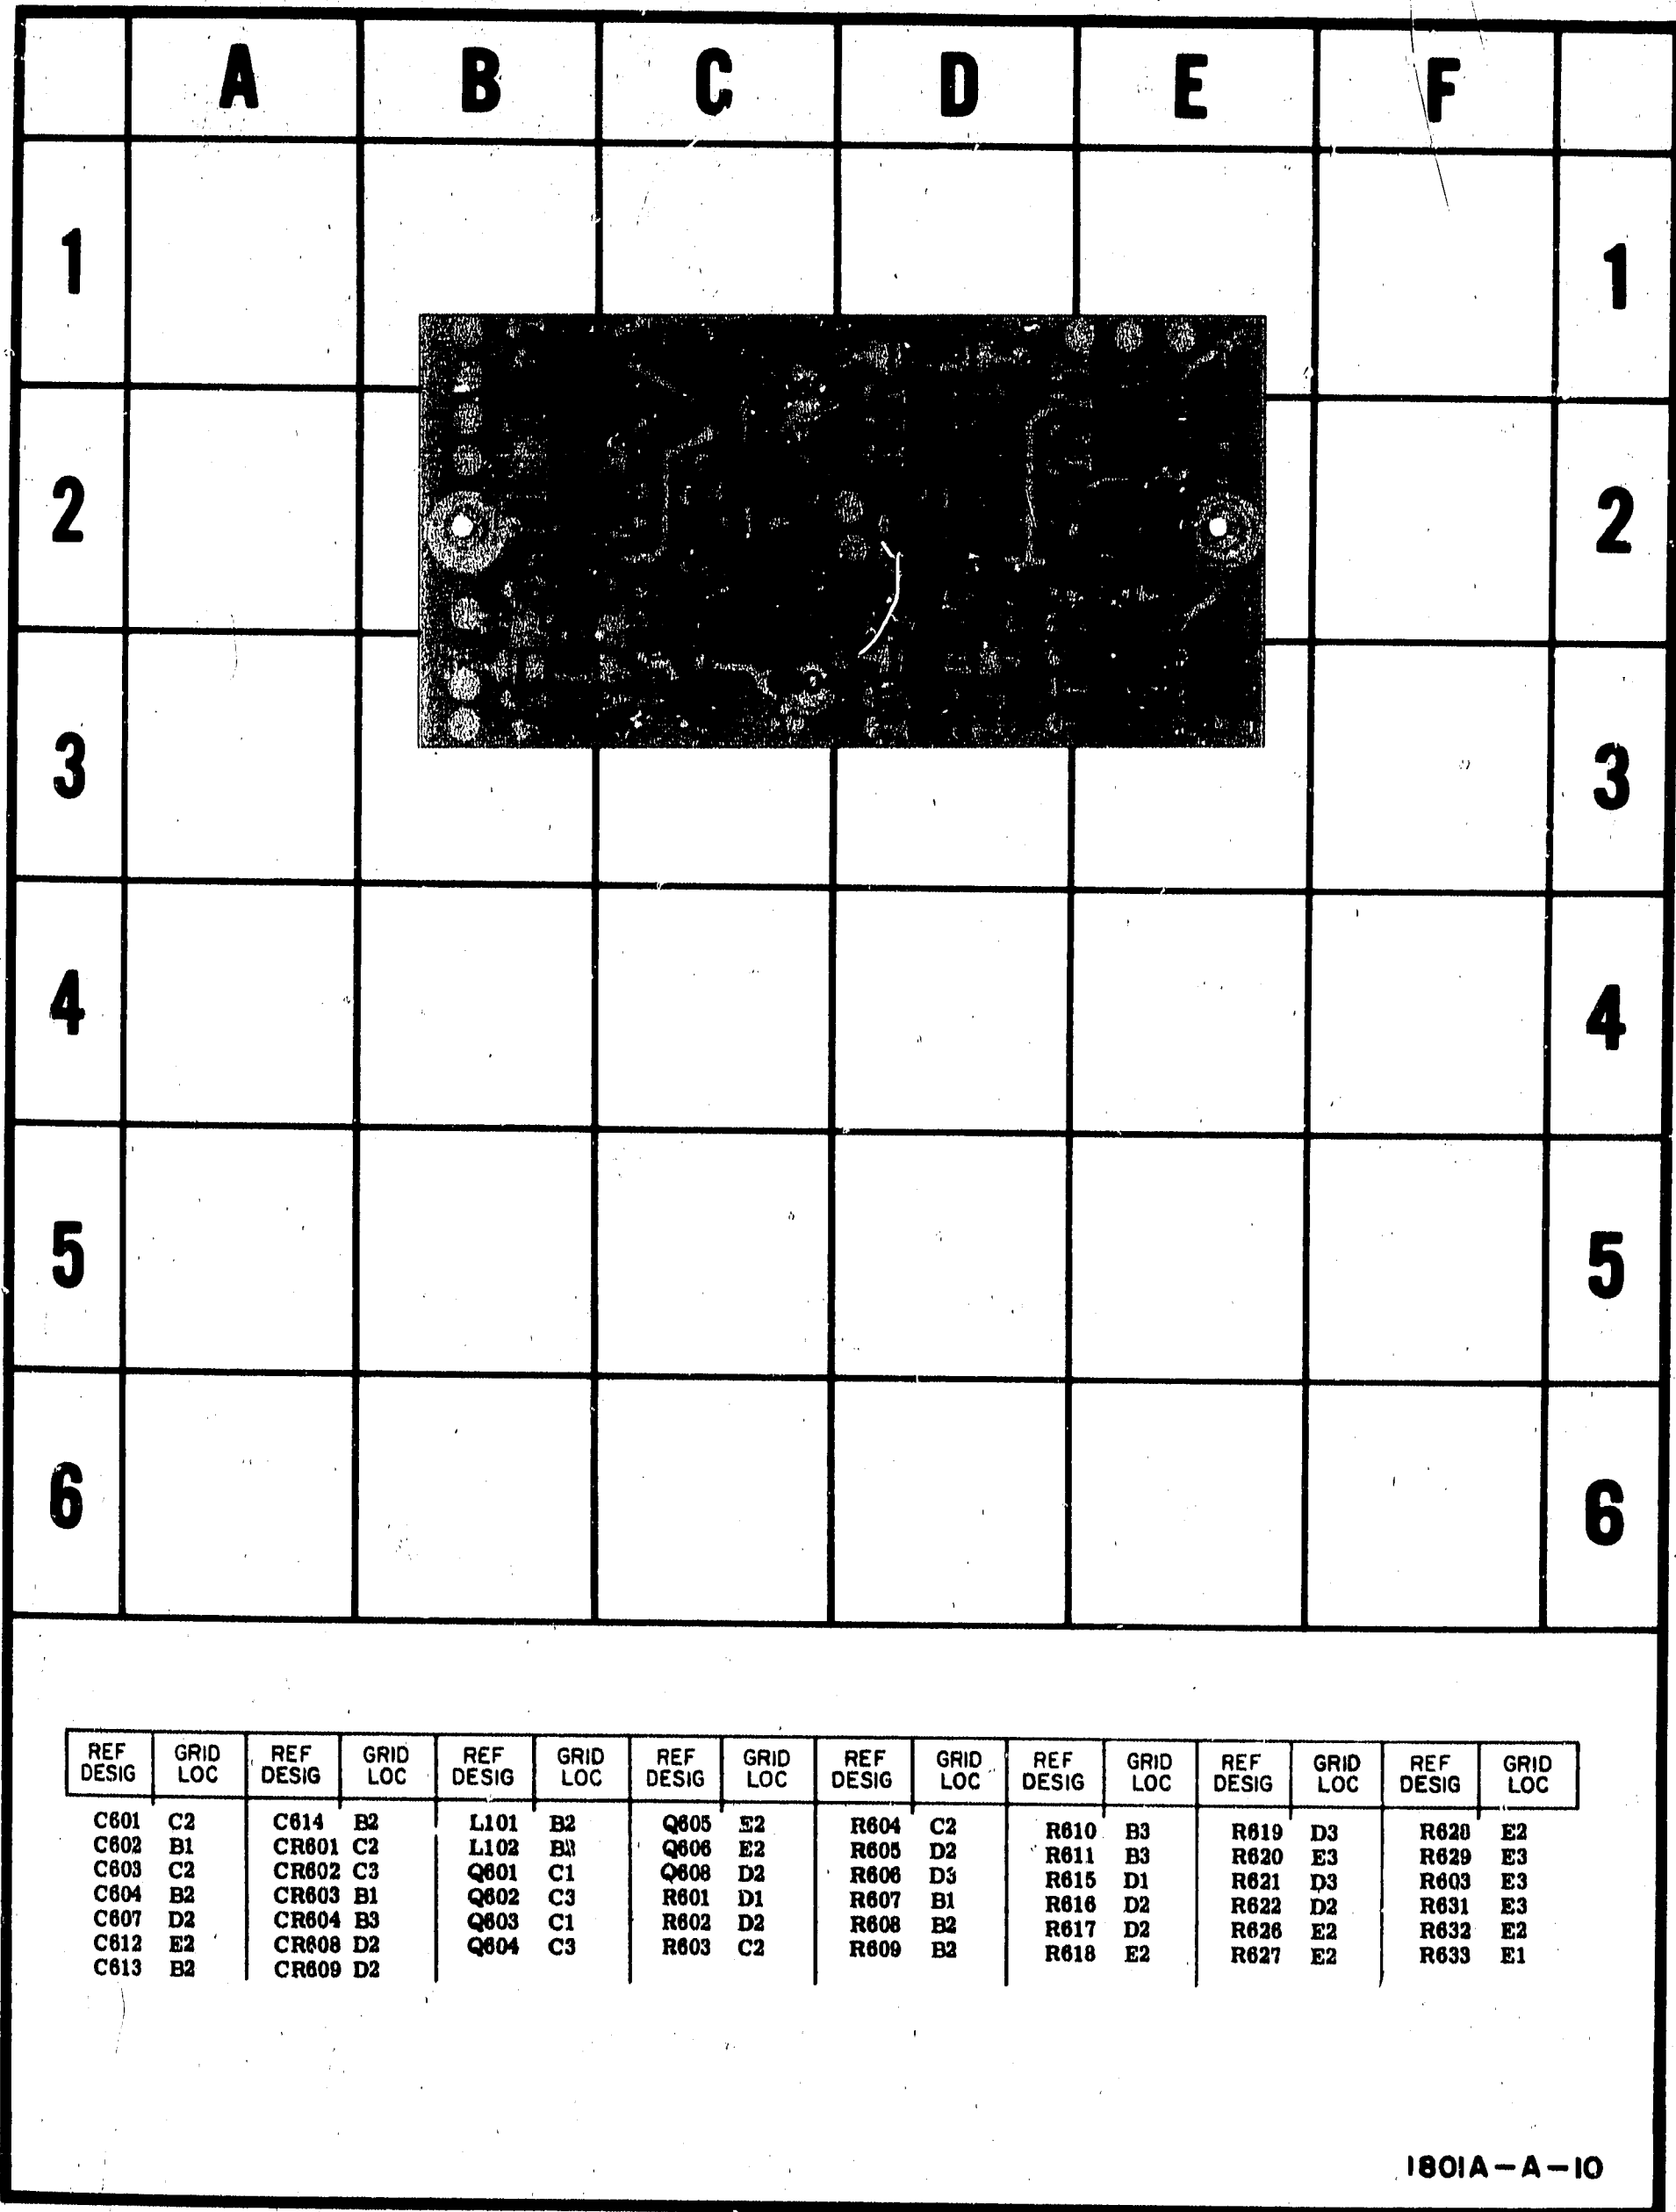 A B C D E F
1 1
2 2
3 3
4 4
5 5
6 6
REF DESIG GRID LOC REF DESIG GRID LOC REF DESIG GRID LOC REF DESIG GRID LOC REF DESIG GRID LOC REF DESIG GRID LOC REF DESIG GRID LOC REF DESIG GRID LOC
C601 C2 C614 B2 L101 B2 Q605 E2 R604 C2 R610 B3 R619 D3 R628 E2
C602 B1 CR601 C2 L102 Q606 E2 R605 D2 R611 B3 R620 E3 R629 E3
C603 C2 CR602 C3 Q601 C1 Q608 D2 R606 D3 R615 D1 R621 D3 R603 E3
C604 B2 CR603 B1 Q602 C3 R601 D1 R607 B1 R616 D2 R622 D2 R631 E3
C607 D2 CR604 B3 Q603 C1 R602 D2 R608 B2 R617 D2 R626 E2 R632 E2
C612 E2 CR608 D2 Q604 C3 R603 C2 R609 B2 R618 E2 R627 E2 R633 E1
C613 B2 CR609 D2
1801A-A-10